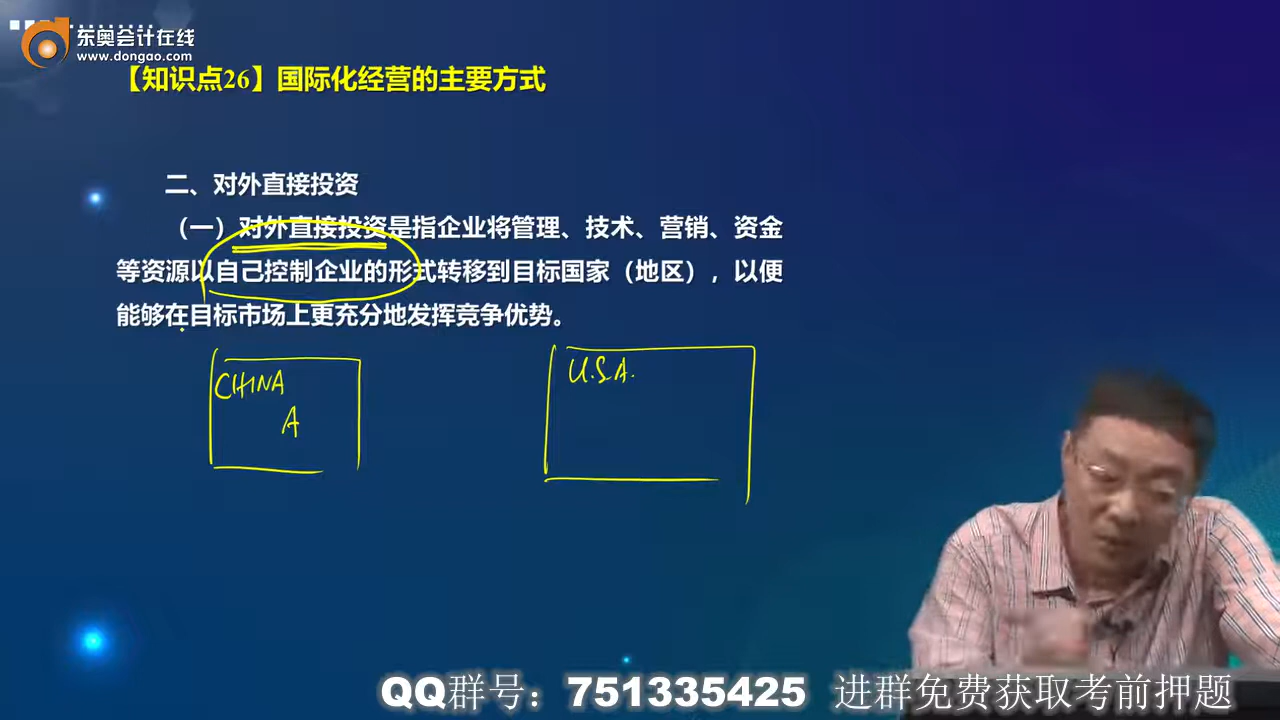 东奥会计在线
www.dongao.com
【知识点26】国际化经营的主要方式
二、对外直接投资
（一）对外直接投资是指企业将管理、技术、营销、资金
等资源以自己控制企业的形式转移到目标国家（地区），以便
能够在目标市场上更充分地发挥竞争优势。
CHINA
A
U.S.A.
QQ群号：751335425 进群免费获取考前押题